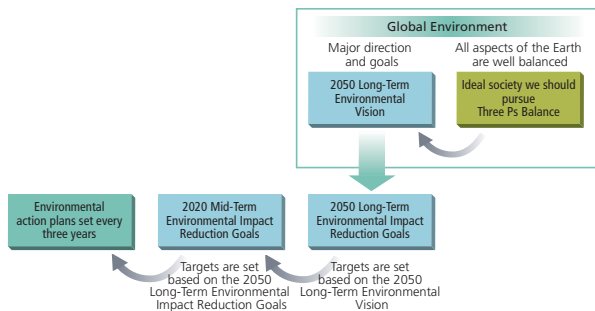 Global Environment
Major direction
and goals
All aspects of the Earth
are well balanced
2050 Long-Term
Environmental
Vision
Ideal society we should
pursue
Three Ps Balance
Environmental
action plans set every
three years
2020 Mid-Term
Environmental Impact
Reduction Goals
2050 Long-Term
Environmental Impact
Reduction Goals
Targets are set
based on the 2050
Long-Term Environmental
Impact Reduction Goals
Targets are set
based on the 2050
Long-Term Environmental
Vision